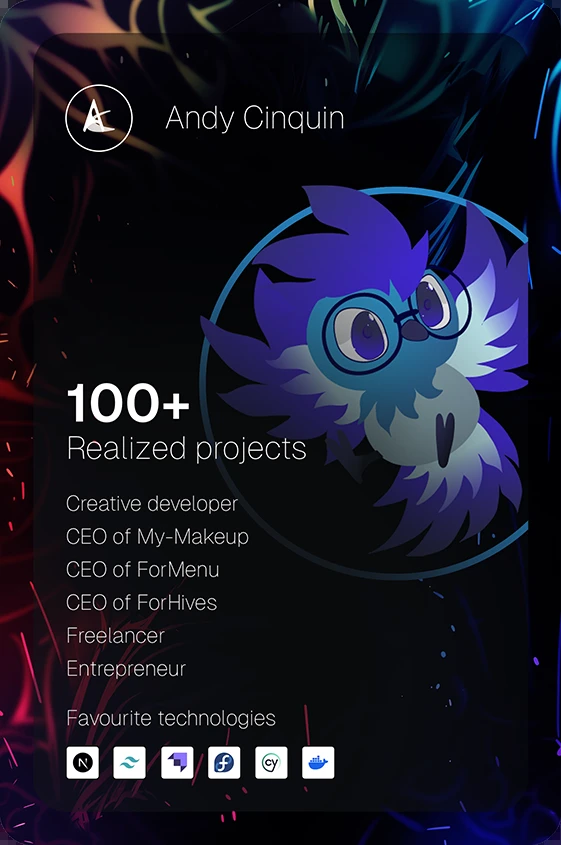 Andy Cinquin
100+
Realized projects
Creative developer
CEO of My-Makeup
CEO of ForMenu
CEO of ForHives
Freelancer
Entrepreneur
Favourite technologies
N cy